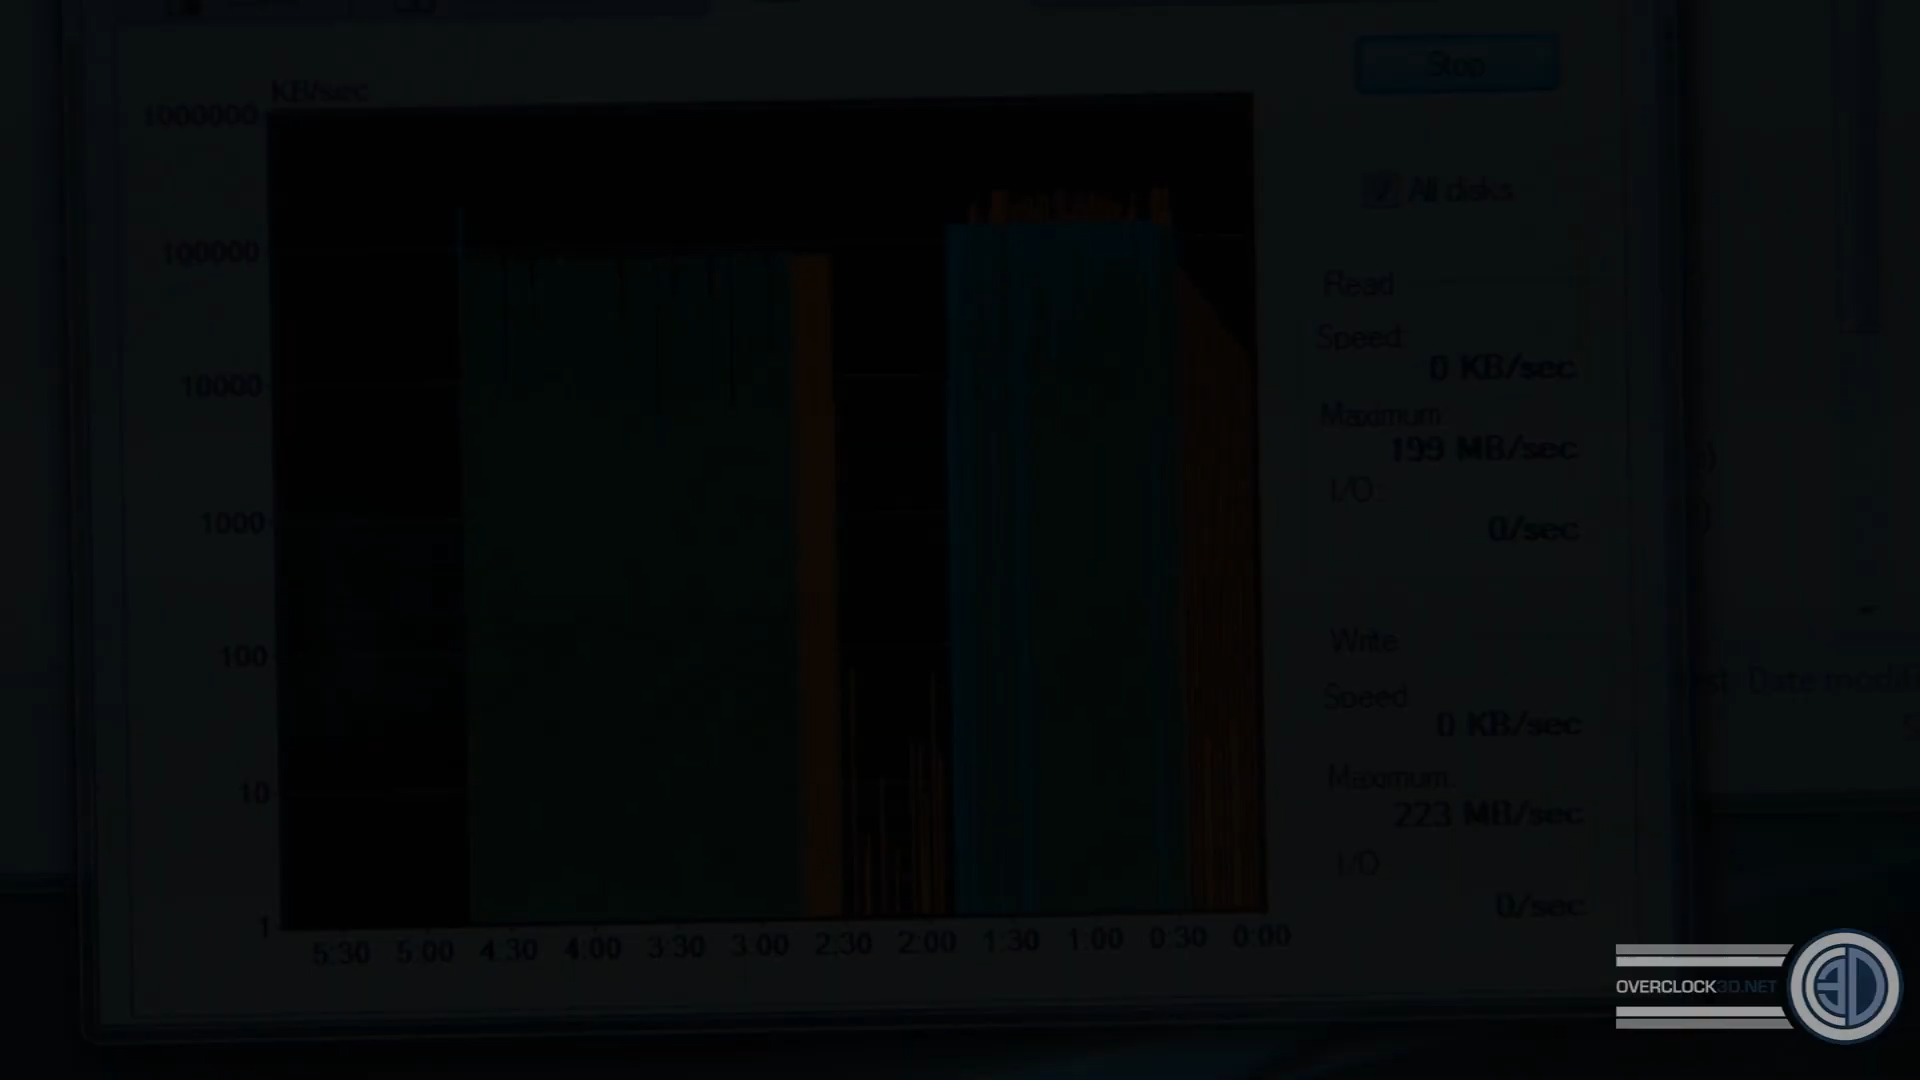 KB/sec
1000000
100000
10000
1000
100
10
1
5:30 5:00 4:30 4:00 3:30 3:00 2:30 2:00 1:30 1:00 0:30 0:00
Stop
All disks
Read
Speed:
0 KB/sec
Maximum:
199 MB/sec
I/O:
0/sec
Write
Speed
0 KB/sec
Maximum:
223 MB/sec
I/O
0/sec
Date
OVERCLOCK3D.NET
3D